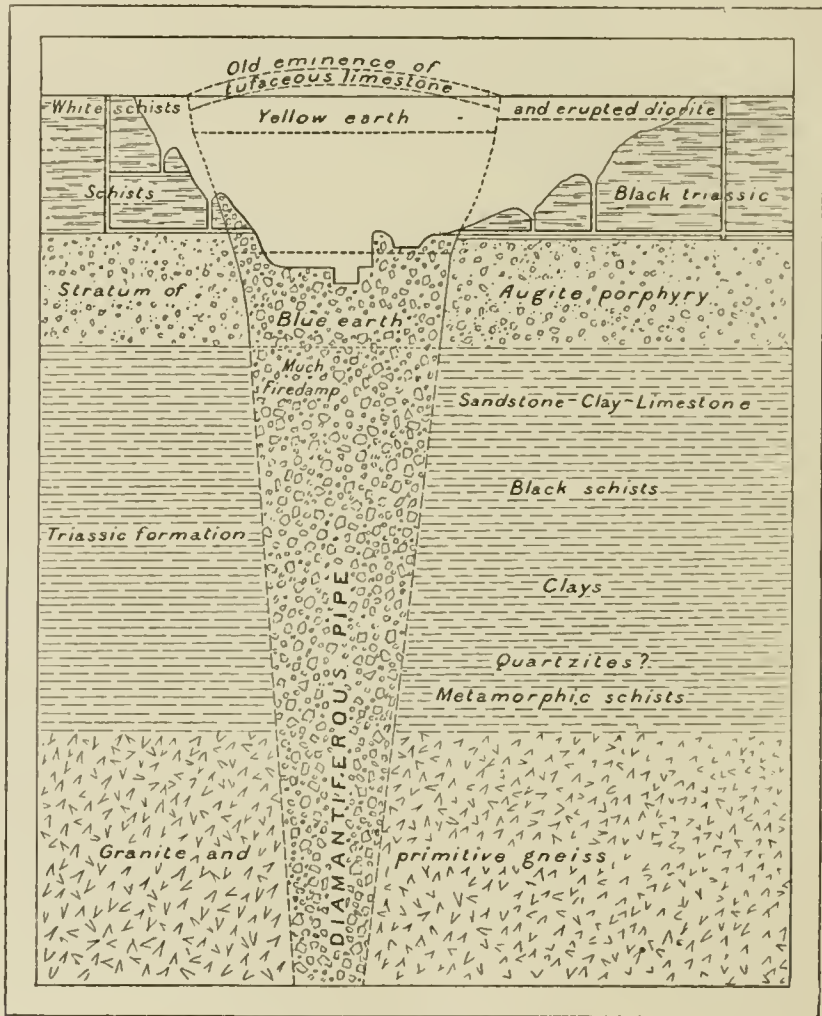 Old eminence of
tufaceous limestone
White schists
Yellow earth
and erupted diorite
Schists
Black triassic
Stratum of
Augite porphyry
Blue earth
Much
firedamp
Sandstone-Clay-Limestone
Black schists
Triassic formation
Clays
Quartzites?
Metamorphic schists
DIAMANTIFEROUS PIPE
Granite and
primitive gneiss